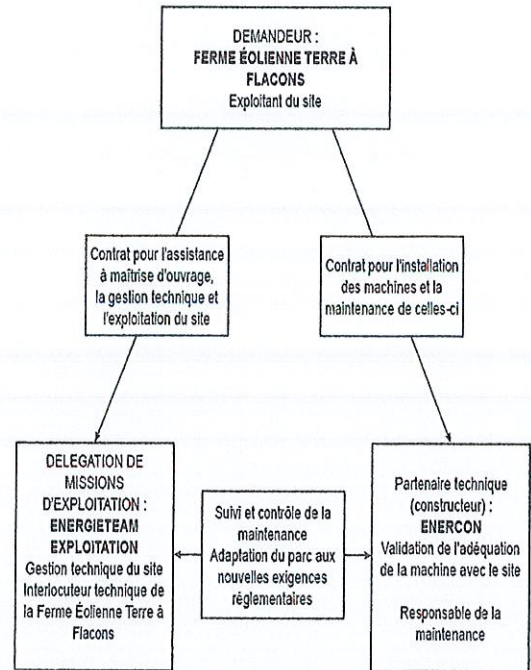 DEMANDEUR :
FERME ÉOLIENNE TERRE À
FLACONS
Exploitant du site
Contrat pour l'assistance
à maîtrise d'ouvrage,
la gestion technique et
l'exploitation du site
Contrat pour l'installation
des machines et la
maintenance de celles-ci
DELEGATION DE
MISSIONS
D'EXPLOITATION :
ENERGIETEAM
EXPLOITATION
Gestion technique du site
Interlocuteur technique de
la Ferme Éolienne Terre à
Flacons
Suivi et contrôle de la
maintenance
Adaptation du parc aux
nouvelles exigences
réglementaires
Partenaire technique
(constructeur) :
ENERCON
Validation de l'adéquation
de la machine avec le site
Responsable de la
maintenance